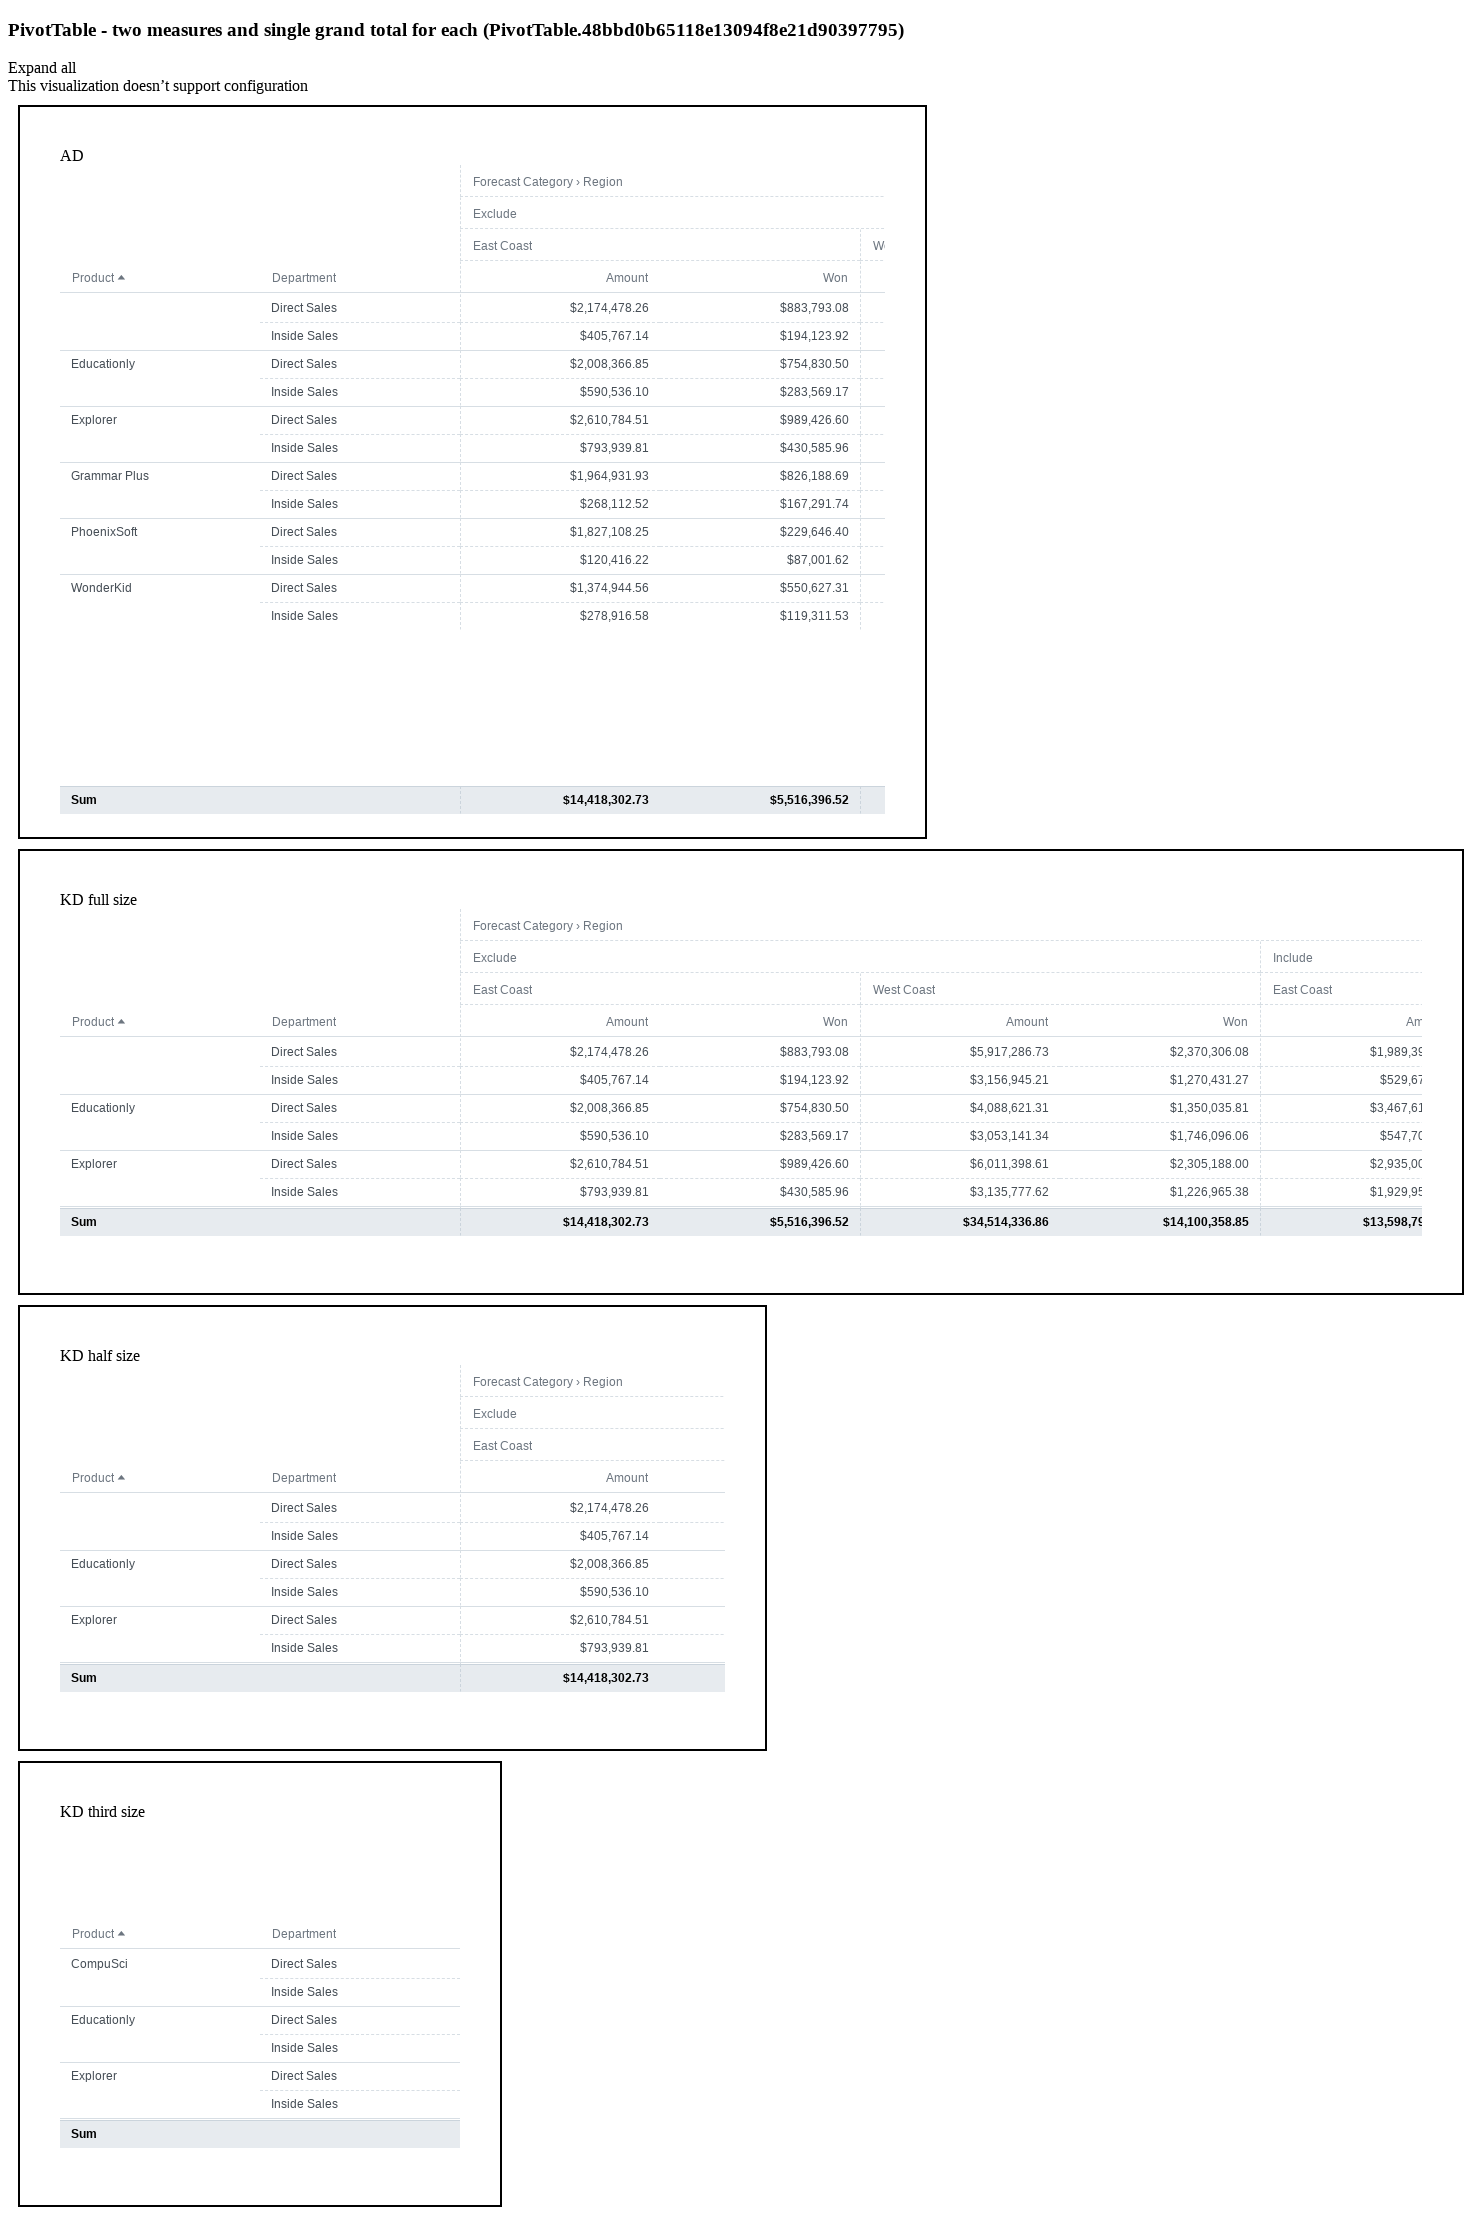 PivotTable - two measures and single grand total for each (PivotTable.48bbd0b65118e13094f8e21d90397795)
Expand all
This visualization doesn’t support configuration
AD
Forecast Category › Region
Exclude
East Coast
Product Department Amount Won
Direct Sales $2,174,478.26 $883,793.08
Inside Sales $405,767.14 $194,123.92
Educationly Direct Sales $2,008,366.85 $754,830.50
Inside Sales $590,536.10 $283,569.17
Explorer Direct Sales $2,610,784.51 $989,426.60
Inside Sales $793,939.81 $430,585.96
Grammar Plus Direct Sales $1,964,931.93 $826,188.69
Inside Sales $268,112.52 $167,291.74
PhoenixSoft Direct Sales $1,827,108.25 $229,646.40
Inside Sales $120,416.22 $87,001.62
WonderKid Direct Sales $1,374,944.56 $550,627.31
Inside Sales $278,916.58 $119,311.53
Sum $14,418,302.73 $5,516,396.52
KD full size
Forecast Category › Region
Exclude Include
East Coast West Coast East Coast
Product Department Amount Won Amount Won Am
Direct Sales $2,174,478.26 $883,793.08 $5,917,286.73 $2,370,306.08 $1,989,39
Inside Sales $405,767.14 $194,123.92 $3,156,945.21 $1,270,431.27 $529,67
Educationly Direct Sales $2,008,366.85 $754,830.50 $4,088,621.31 $1,350,035.81 $3,467,61
Inside Sales $590,536.10 $283,569.17 $3,053,141.34 $1,746,096.06 $547,70
Explorer Direct Sales $2,610,784.51 $989,426.60 $6,011,398.61 $2,305,188.00 $2,935,00
Inside Sales $793,939.81 $430,585.96 $3,135,777.62 $1,226,965.38 $1,929,95
Sum $14,418,302.73 $5,516,396.52 $34,514,336.86 $14,100,358.85 $13,598,79
KD half size
Forecast Category › Region
Exclude
East Coast
Product Department Amount
Direct Sales $2,174,478.26
Inside Sales $405,767.14
Educationly Direct Sales $2,008,366.85
Inside Sales $590,536.10
Explorer Direct Sales $2,610,784.51
Inside Sales $793,939.81
Sum $14,418,302.73
KD third size
Product Department
CompuSci Direct Sales
Inside Sales
Educationly Direct Sales
Inside Sales
Explorer Direct Sales
Inside Sales
Sum